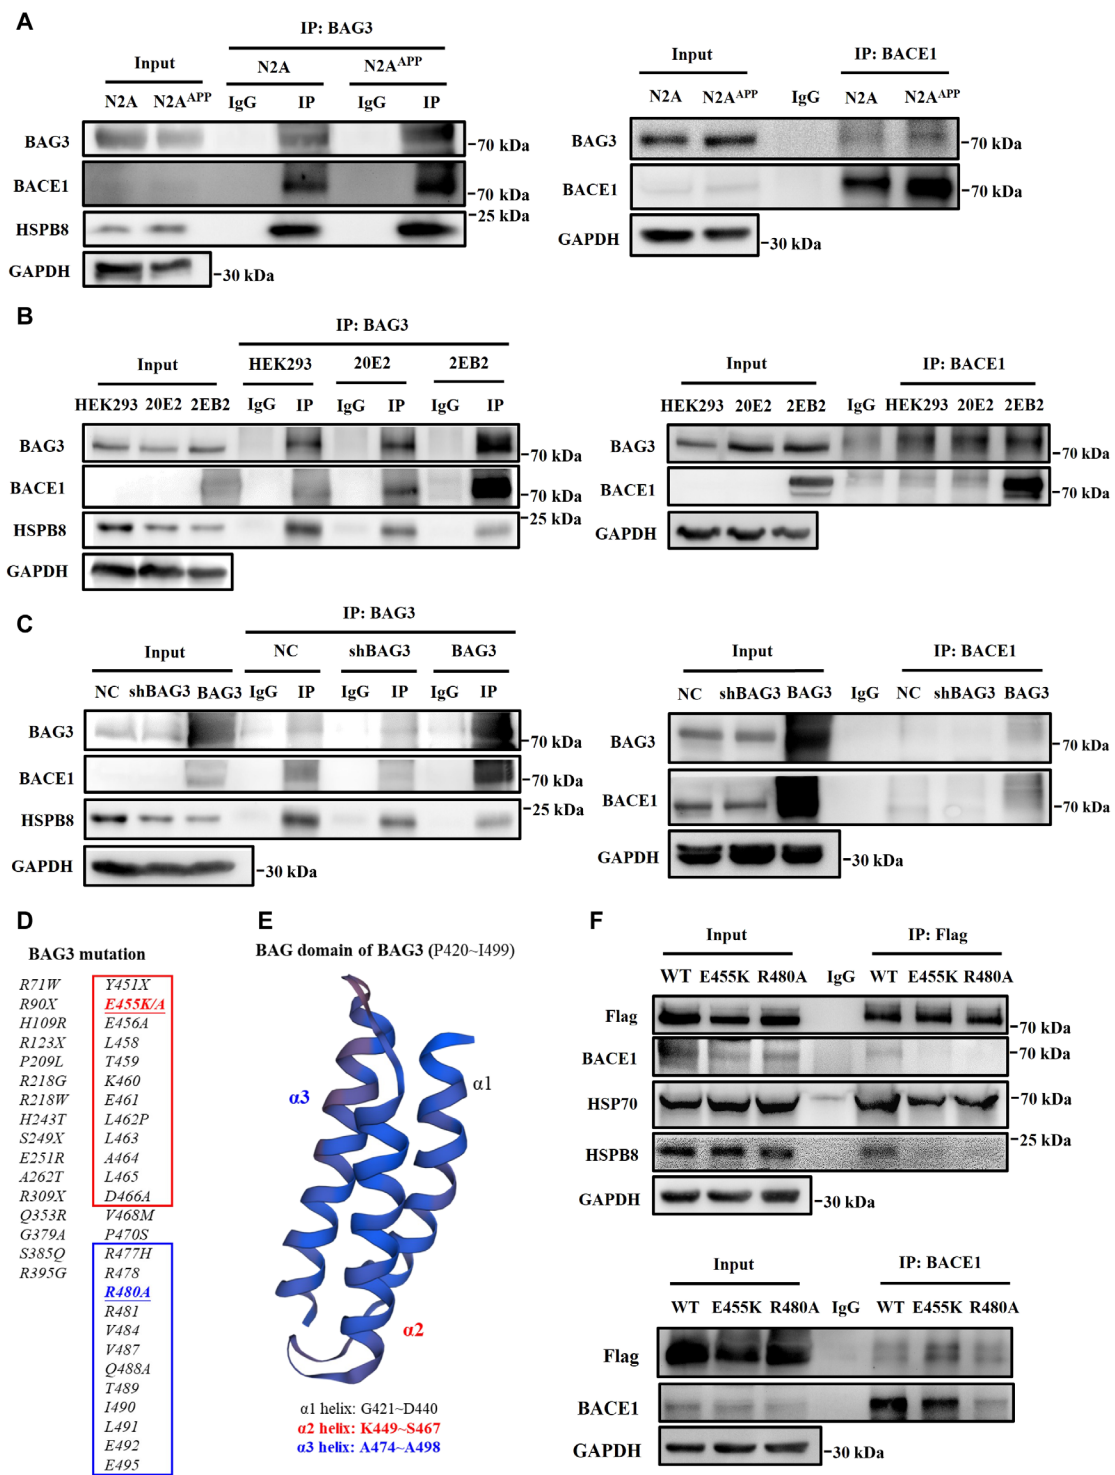 A
IP: BAG3
Input
N2A
N2A^APP
N2A N2A^APP IgG IP IgG IP
BAG3
-70 kDa
BACE1
-70 kDa
-25 kDa
HSPB8
GAPDH
-30 kDa
Input
IP: BACE1
N2A N2A^APP IgG N2A N2A^APP
BAG3
-70 kDa
BACE1
-70 kDa
GAPDH
-30 kDa
B
IP: BAG3
Input
HEK293 20E2 2EB2
HEK293 20E2 2EB2 IgG IP IgG IP IgG IP
BAG3
-70 kDa
BACE1
-70 kDa
-25 kDa
HSPB8
GAPDH
Input
IP: BACE1
HEK293 20E2 2EB2 IgG HEK293 20E2 2EB2
BAG3
-70 kDa
BACE1
-70 kDa
GAPDH
C
IP: BAG3
Input
NC shBAG3 BAG3
NC shBAG3 BAG3 IgG IP IgG IP IgG IP
BAG3
-70 kDa
BACE1
-70 kDa
-25 kDa
HSPB8
GAPDH
-30 kDa
Input
IP: BACE1
NC shBAG3 BAG3 IgG NC shBAG3 BAG3
BAG3
-70 kDa
BACE1
-70 kDa
GAPDH
-30 kDa
D
BAG3 mutation
R71W
R90X
H109R
R123X
P209L
R218G
R218W
H243T
S249X
E251R
A262T
R309X
Q353R
G379A
S385Q
R395G
Y451X
E455K/A
E456A
L458
T459
K460
E461
L462P
L463
A464
L465
D466A
V468M
P470S
R477H
R478
R480A
R481
V484
V487
Q488A
T489
I490
L491
E492
E495
E
BAG domain of BAG3 (P420~I499)
α1
α3
α2
α1 helix: G421~D440
α2 helix: K449~S467
α3 helix: A474~A498
F
Input
IP: Flag
WT E455K R480A IgG WT E455K R480A
Flag
-70 kDa
BACE1
-70 kDa
HSP70
-70 kDa
-25 kDa
HSPB8
GAPDH
-30 kDa
Input
IP: BACE1
WT E455K R480A IgG WT E455K R480A
Flag
BACE1
GAPDH
-30 kDa